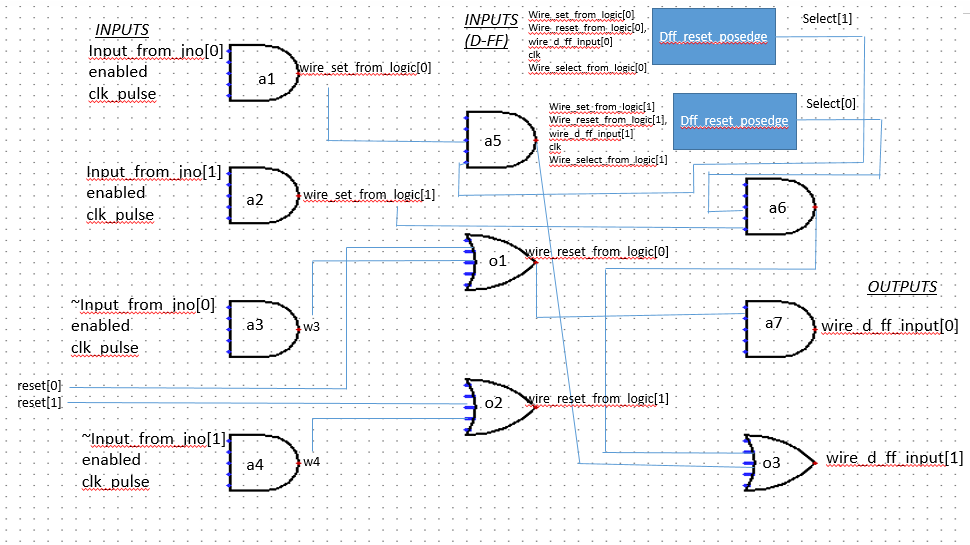 INPUTS
Input_from_jno[0]
enabled
clk_pulse
a1
wire_set_from_logic[0]
INPUTS
(D-FF)
Wire_set_from_logic[0]
Wire_reset_from_logic[0],
wire_d_ff_input[0]
clk
Wire_select_from_logic[0]
Dff_reset_posedge
Select[1]
Wire_set_from_logic[1]
Wire_reset_from_logic[1],
wire_d_ff_input[1]
clk
Wire_select_from_logic[1]
Dff_reset_posedge
Select[0]
a5
Input_from_jno[1]
enabled
clk_pulse
a2
wire_set_from_logic[1]
a6
o1
wire_reset_from_logic[0]
~Input_from_jno[0]
enabled
clk_pulse
a3
w3
OUTPUTS
a7
wire_d_ff_input[0]
reset[0]
reset[1]
o2
wire_reset_from_logic[1]
~Input_from_jno[1]
enabled
clk_pulse
a4
w4
o3
wire_d_ff_input[1]